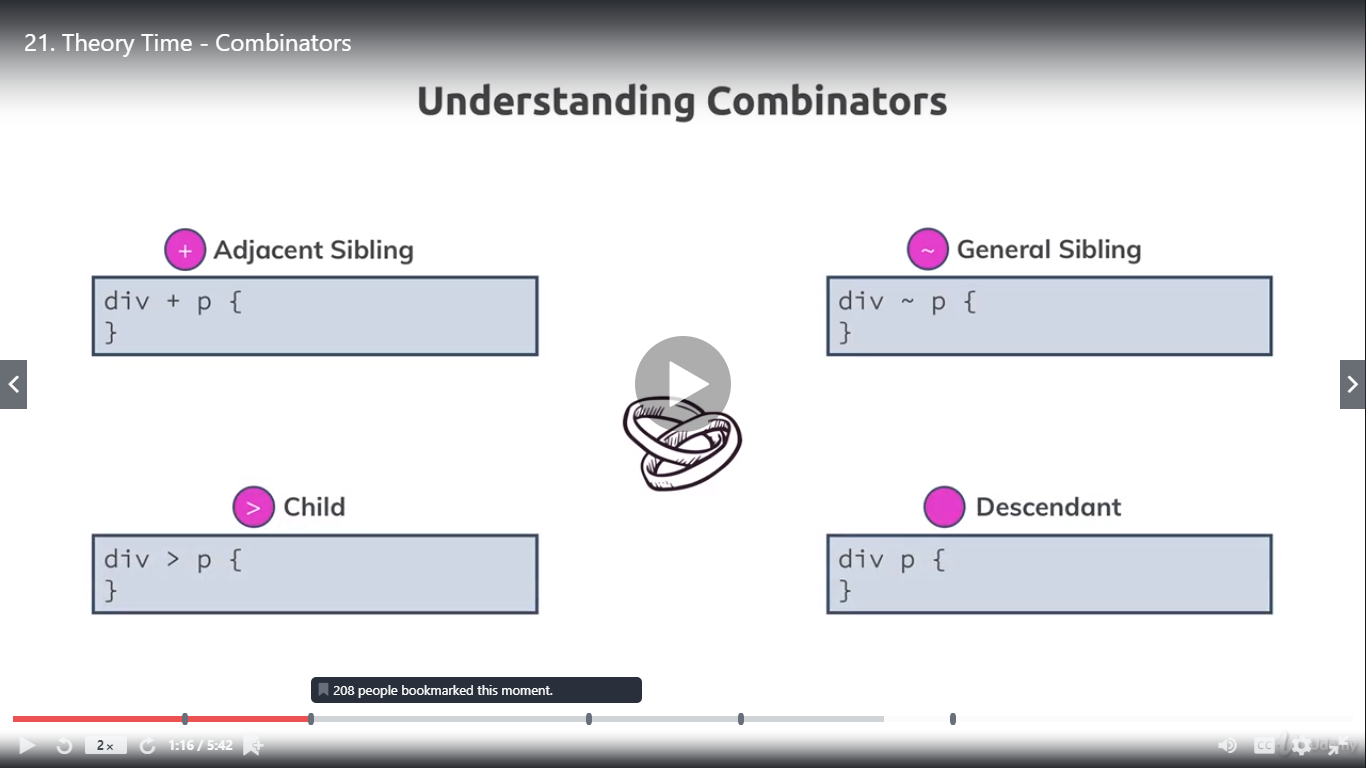 21. Theory Time - Combinators
Understanding Combinators
+ Adjacent Sibling
div + p {
}
~ General Sibling
div ~ p {
}
> Child
div > p {
}
Descendant
div p {
}
208 people bookmarked this moment.
2x
1:16 / 5:42
CC